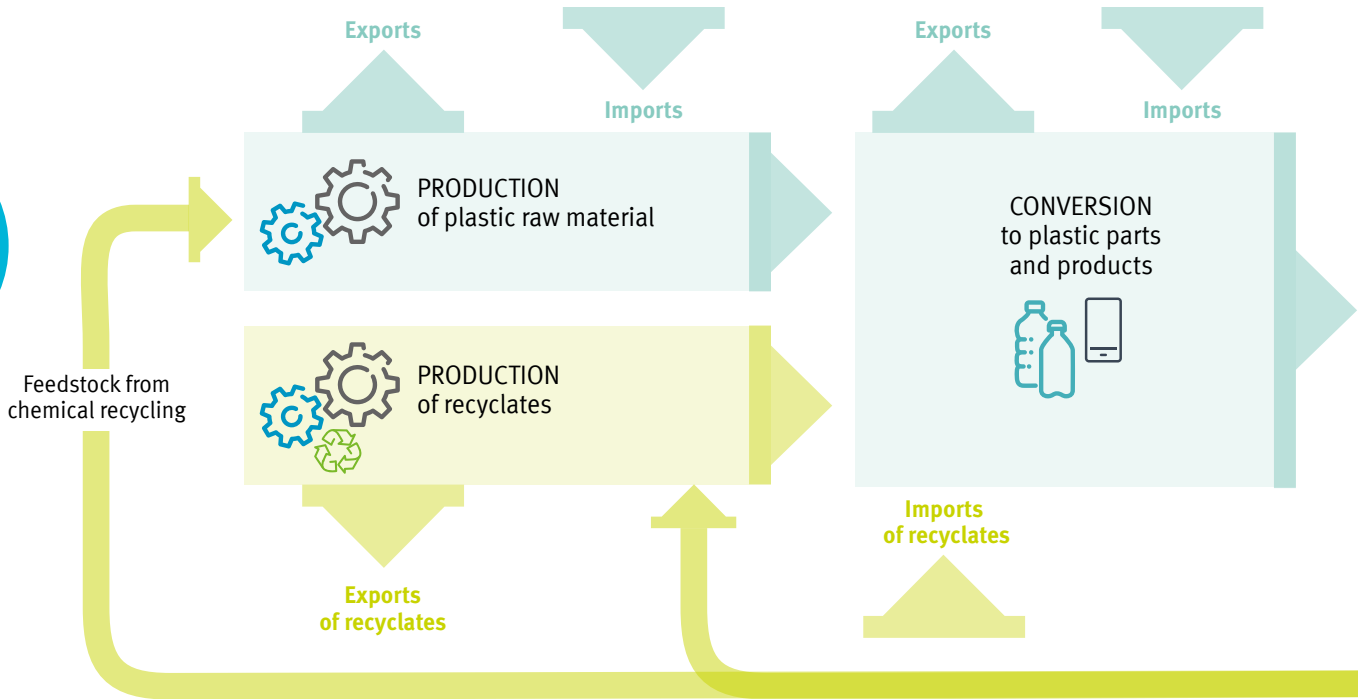 Exports
Imports
Exports
Imports
PRODUCTION
of plastic raw material
CONVERSION
to plastic parts
and products
PRODUCTION
of recyclates
Feedstock from
chemical recycling
Imports
of recyclates
Exports
of recyclates